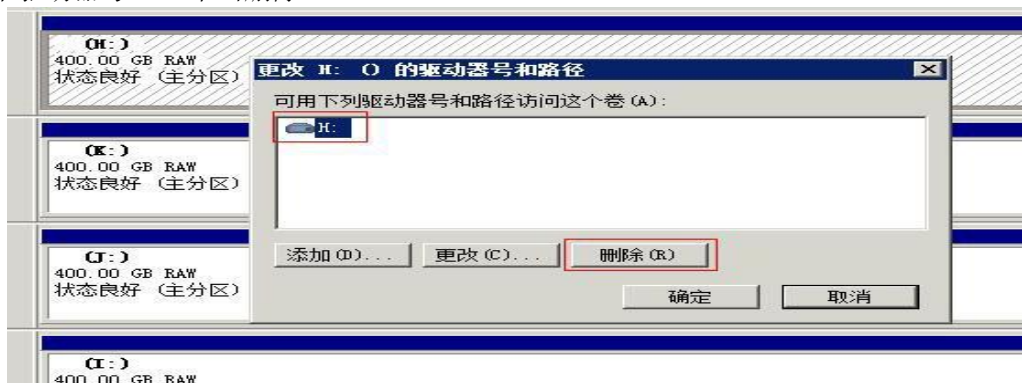 (H:)
400.00 GB RAW
状态良好 (主分区)
更改 H: () 的驱动器号和路径
可用下列驱动器号和路径访问这个卷(A):
H:
(K:)
400.00 GB RAW
状态良好 (主分区)
添加(D)... 更改(C)... 删除(R)
(J:)
400.00 GB RAW
状态良好 (主分区)
确定 取消
(I:)
400.00 GB RAW